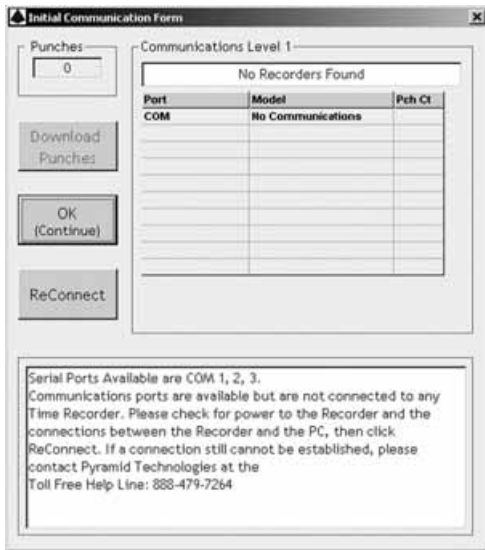 Initial Communication Form
Punches
0
Communications Level 1
No Recorders Found
Port Model Pch Ct
COM No Communications
Download
Punches
OK
(Continue)
ReConnect
Serial Ports Available are COM 1, 2, 3.
Communications ports are available but are not connected to any
Time Recorder. Please check for power to the Recorder and the
connections between the Recorder and the PC, then click
ReConnect. If a connection still cannot be established, please
contact Pyramid Technologies at the
Toll Free Help Line: 888-479-7264